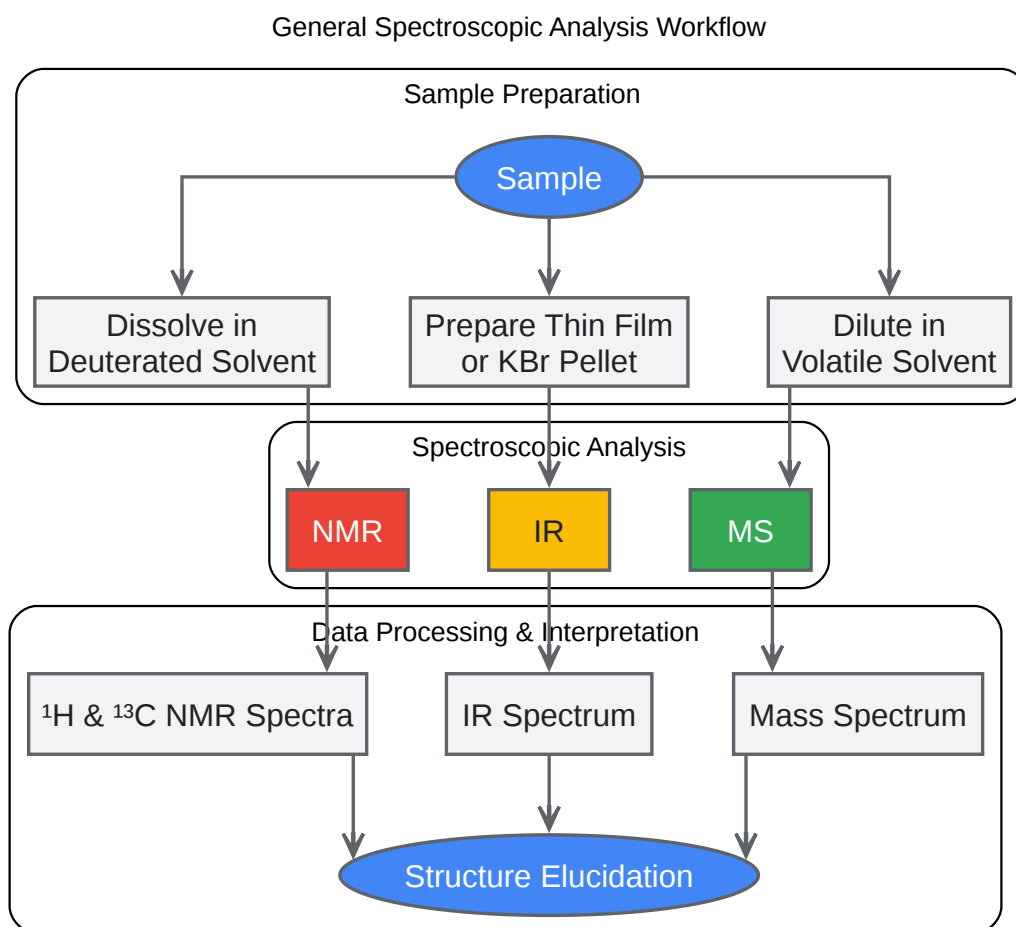 General Spectroscopic Analysis Workflow
Sample Preparation
Sample
Dissolve in
Deuterated Solvent
Prepare Thin Film
or KBr Pellet
Dilute in
Volatile Solvent
Spectroscopic Analysis
NMR
IR
MS
Data Processing & Interpretation
¹H & ¹³C NMR Spectra
IR Spectrum
Mass Spectrum
Structure Elucidation